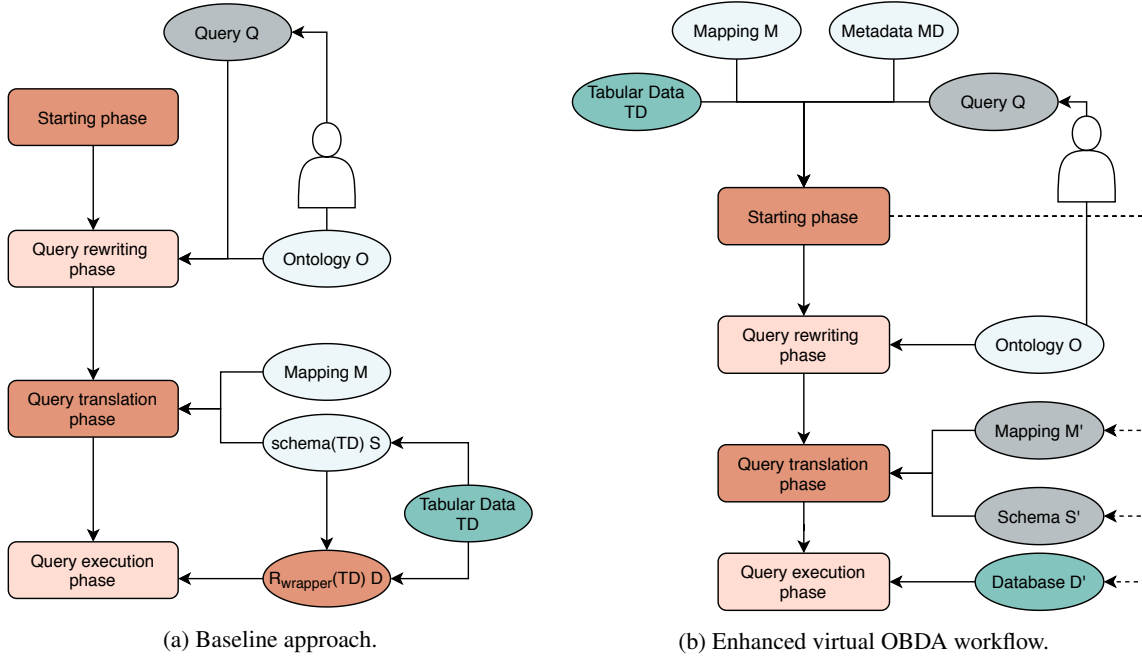 Query Q
Starting phase
Query rewriting
phase
Ontology O
Mapping M
Query translation
phase
schema(TD) S
Tabular Data
TD
Query execution
phase
Rwrapper(TD) D
(a) Baseline approach.
Mapping M
Metadata MD
Tabular Data
TD
Query Q
Starting phase
Query rewriting
phase
Ontology O
Mapping M'
Query translation
phase
Schema S'
Query execution
phase
Database D'
(b) Enhanced virtual OBDA workflow.